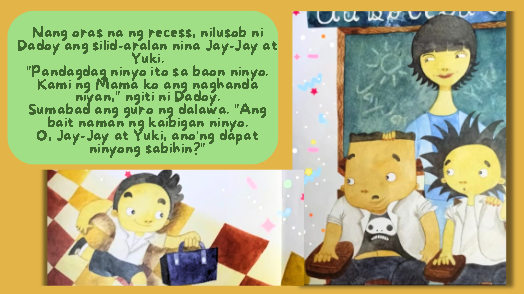 Nang oras na ng recess, nilusob ni
Dadoy ang silid-aralan nina Jay-Jay at
Yuki.
"Pandagdag ninyo ito sa baon ninyo.
Kami ng Mama ko ang naghanda
niyan," ngiti ni Dadoy.
Sumabad ang guro ng dalawa. "Ang
bait naman ng kaibigan ninyo.
O, Jay-Jay at Yuki, ano'ng dapat
ninyong sabihin?"